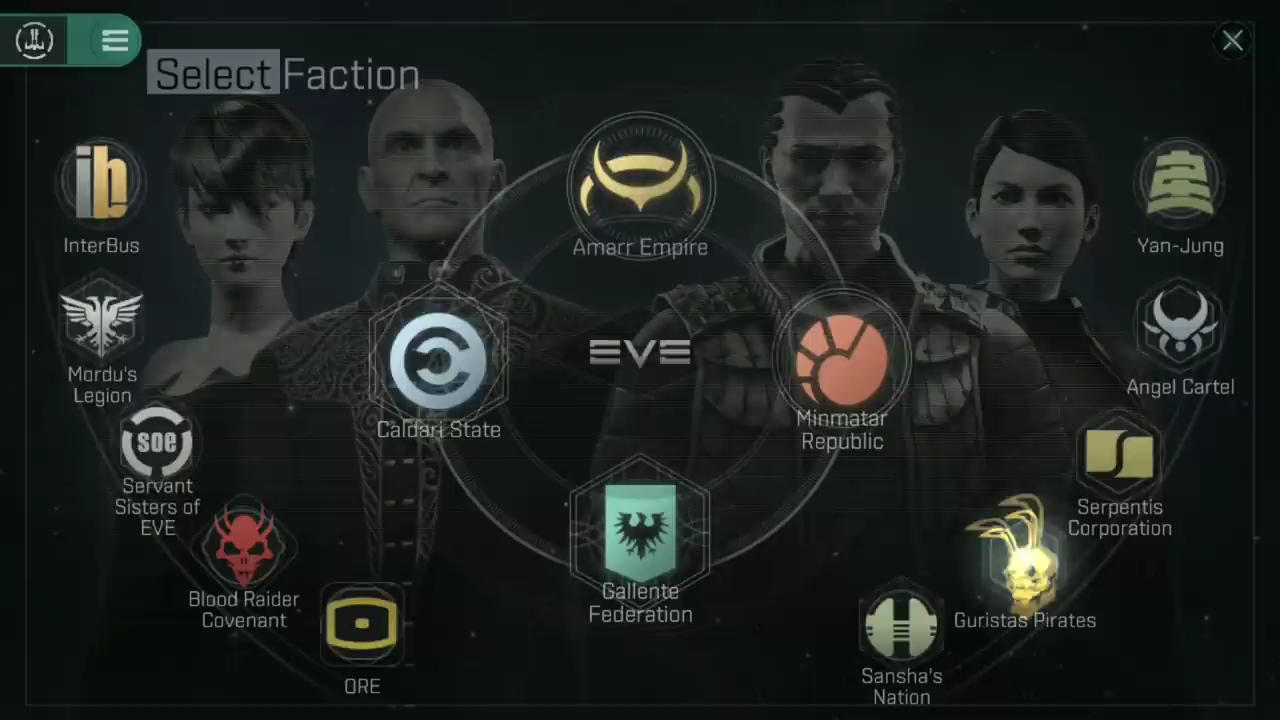 Select Faction
ib
InterBus
Amarr Empire
Yan-Jung
Mordu's
Legion
EVE
Angel Cartel
Caldari State
Minmatar
Republic
SOE
Servant
Sisters of
EVE
Serpentis
Corporation
Blood Raider
Covenant
Gallente
Federation
Guristas Pirates
ORE
Sansha's
Nation